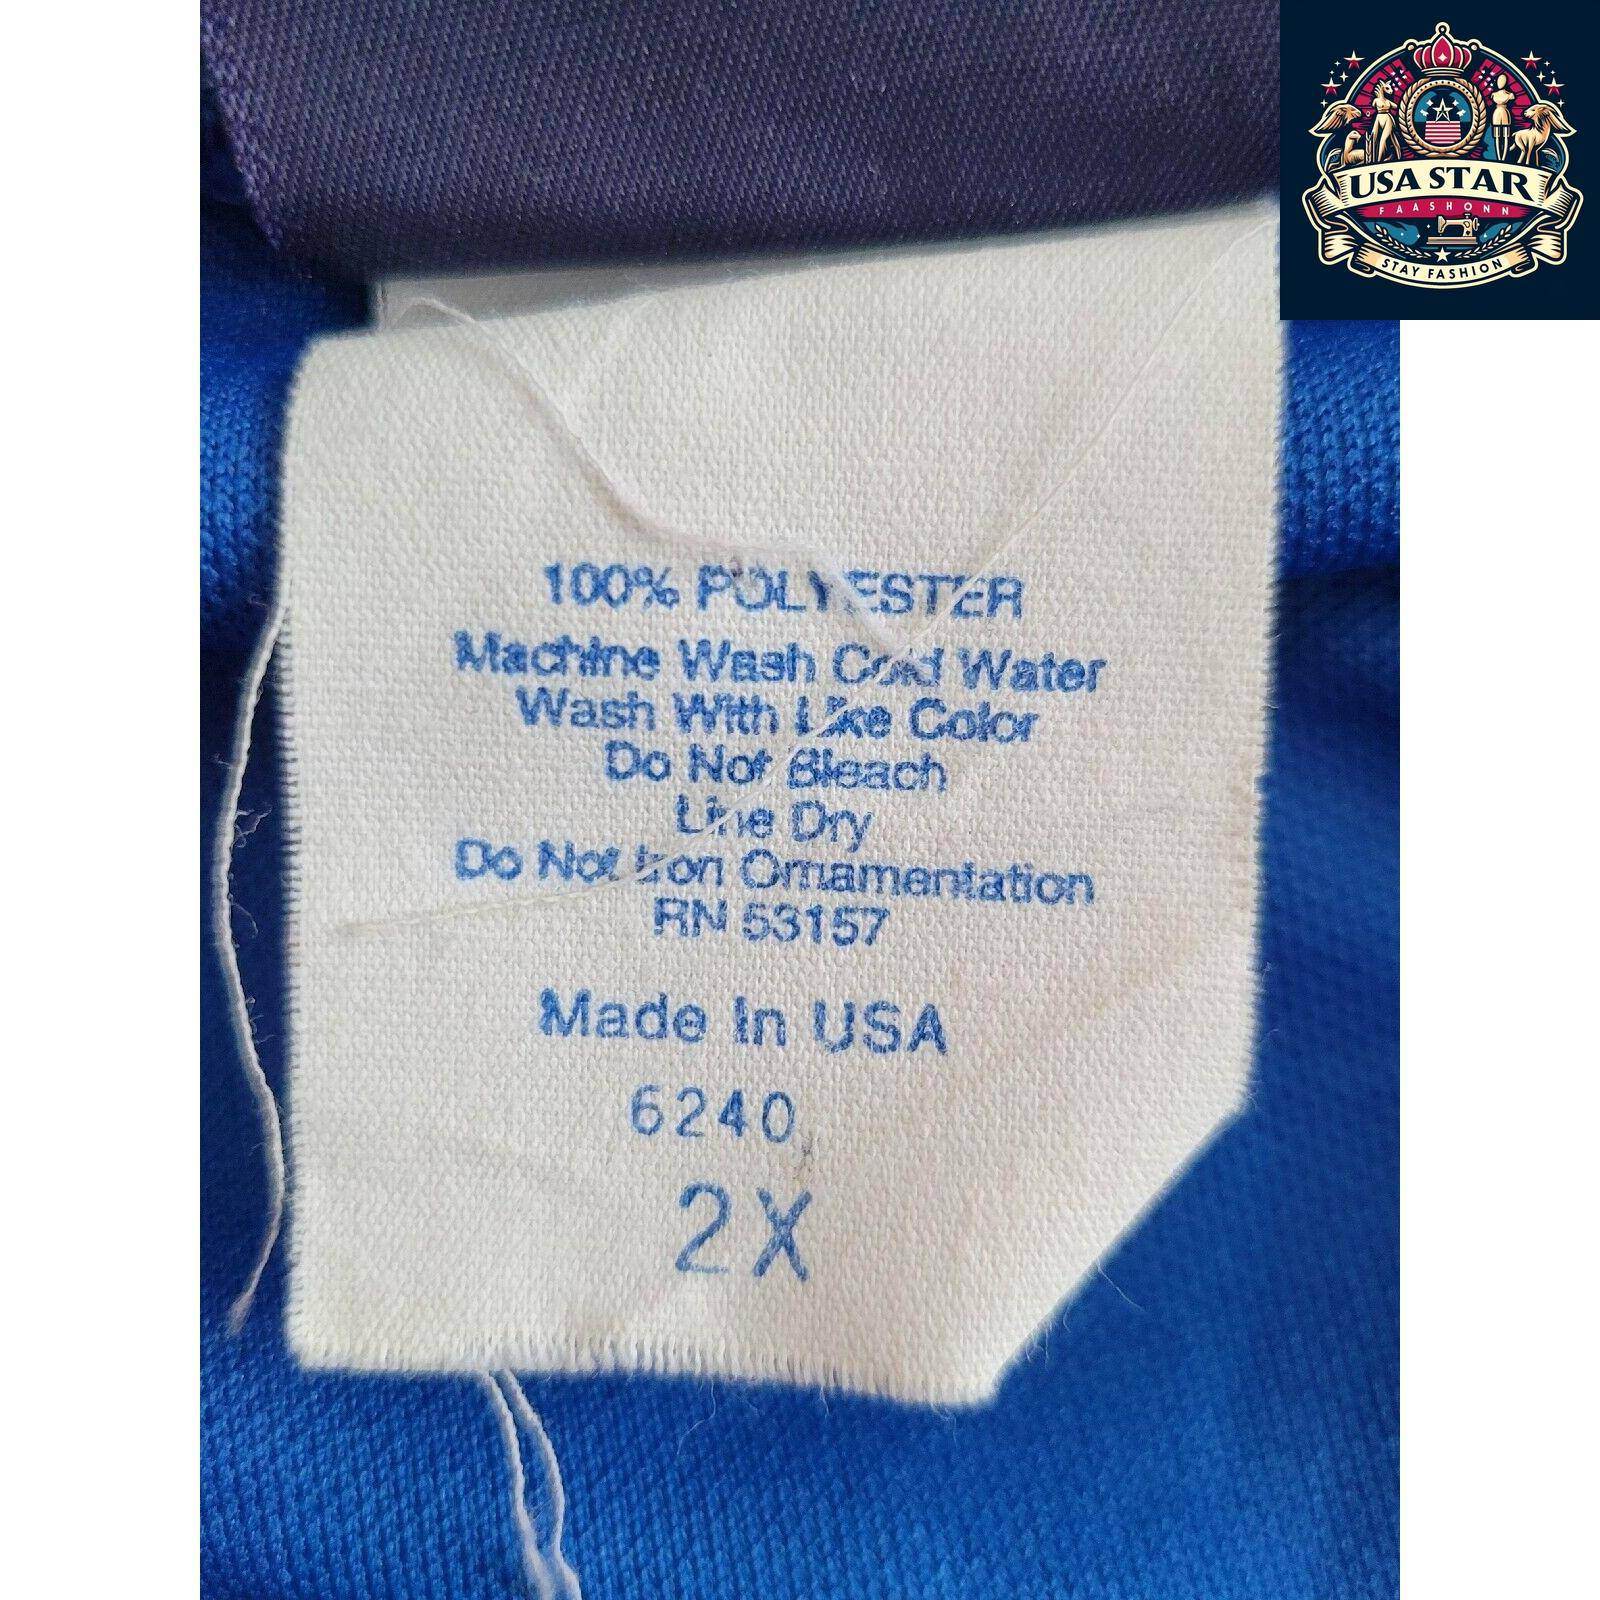 USA STAR
FAASHONN
STAY FASHION
100% POLYESTER
Machine Wash Cold Water
Wash With Like Color
Do Not Bleach
Line Dry
Do Not Iron Ornamentation
RN 53157
Made In USA
6240
2X